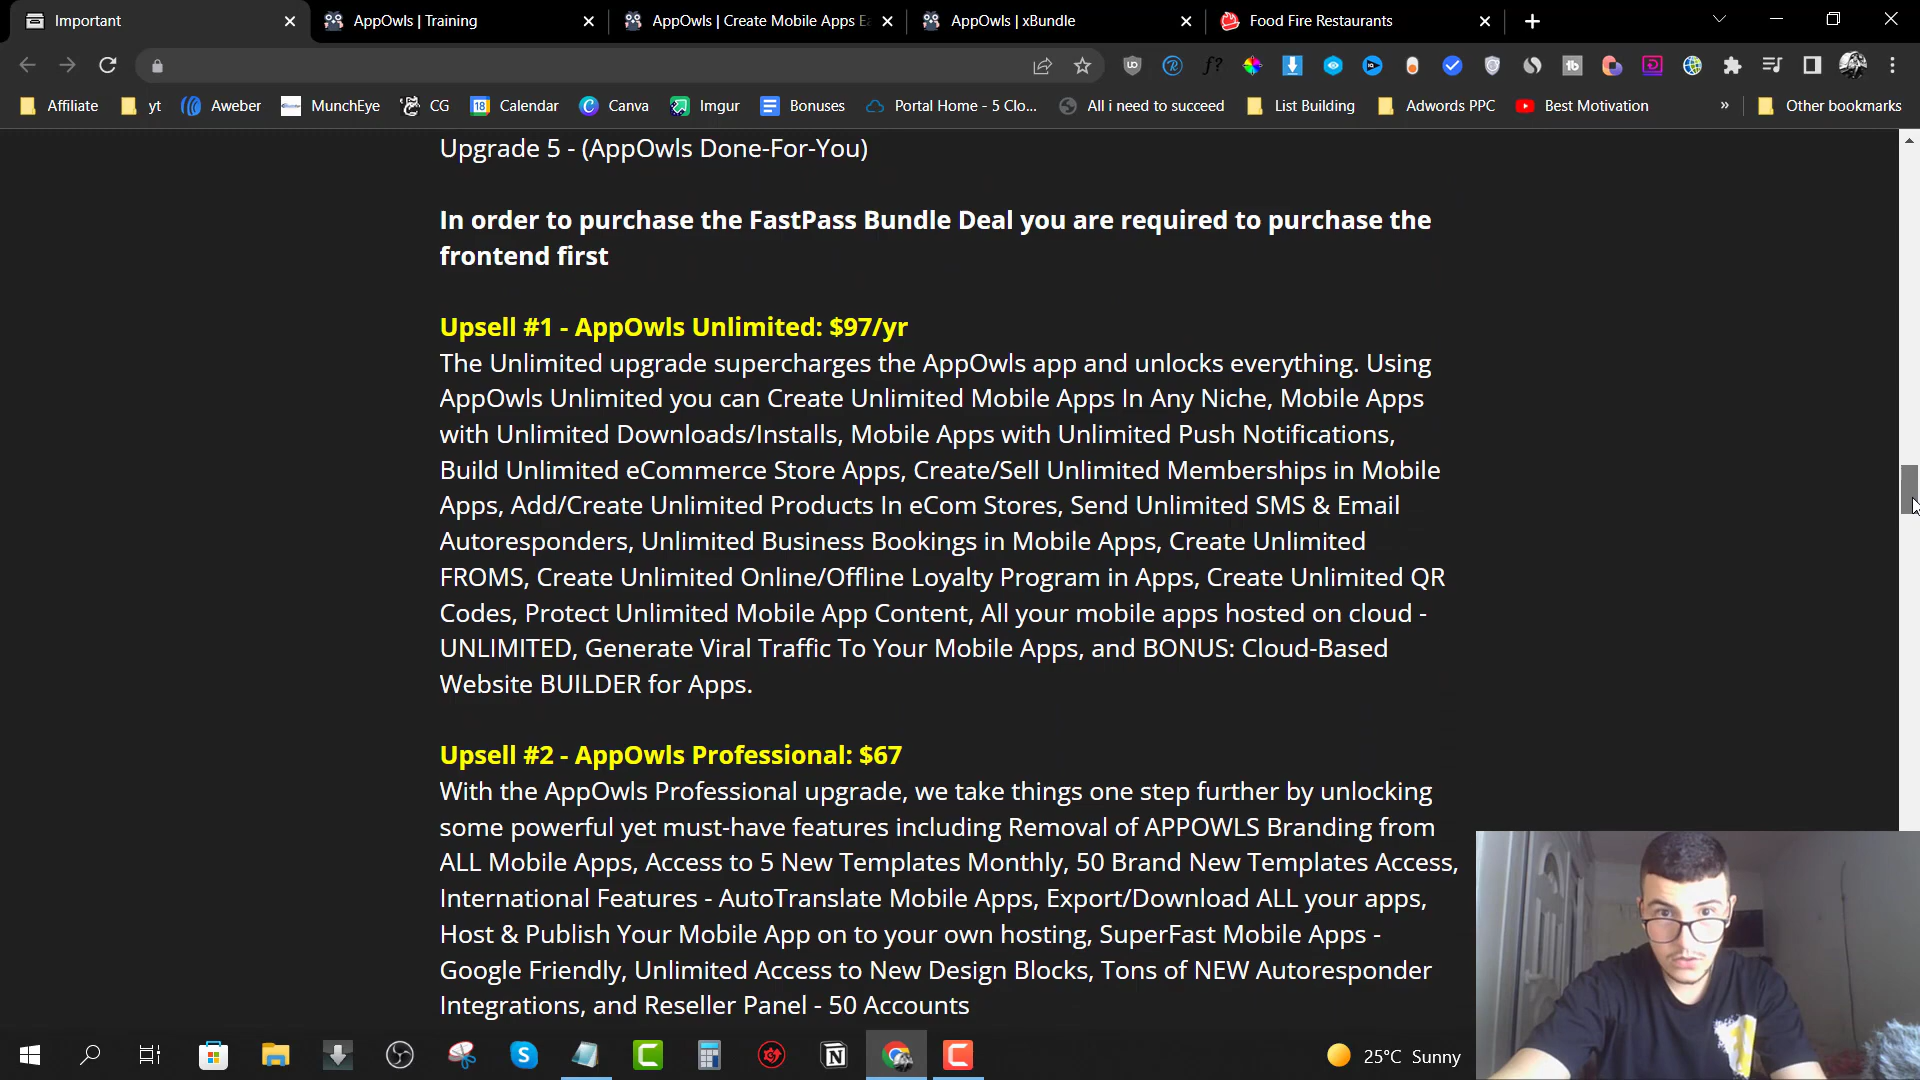 Important
AppOwls | Training
AppOwls | Create Mobile Apps Ea
AppOwls | xBundle
Food Fire Restaurants
Affiliate
yt
Aweber
MunchEye
CG
Calendar
Canva
Imgur
Bonuses
Portal Home - 5 Clo...
All i need to succeed
List Building
Adwords PPC
Best Motivation
»
Other bookmarks
Upgrade 5 - (AppOwls Done-For-You)
In order to purchase the FastPass Bundle Deal you are required to purchase the
frontend first
Upsell #1 - AppOwls Unlimited: $97/yr
The Unlimited upgrade supercharges the AppOwls app and unlocks everything. Using
AppOwls Unlimited you can Create Unlimited Mobile Apps In Any Niche, Mobile Apps
with Unlimited Downloads/Installs, Mobile Apps with Unlimited Push Notifications,
Build Unlimited eCommerce Store Apps, Create/Sell Unlimited Memberships in Mobile
Apps, Add/Create Unlimited Products In eCom Stores, Send Unlimited SMS & Email
Autoresponders, Unlimited Business Bookings in Mobile Apps, Create Unlimited
FROMS, Create Unlimited Online/Offline Loyalty Program in Apps, Create Unlimited QR
Codes, Protect Unlimited Mobile App Content, All your mobile apps hosted on cloud -
UNLIMITED, Generate Viral Traffic To Your Mobile Apps, and BONUS: Cloud-Based
Website BUILDER for Apps.
Upsell #2 - AppOwls Professional: $67
With the AppOwls Professional upgrade, we take things one step further by unlocking
some powerful yet must-have features including Removal of APPOWLS Branding from
ALL Mobile Apps, Access to 5 New Templates Monthly, 50 Brand New Templates Access,
International Features - AutoTranslate Mobile Apps, Export/Download ALL your apps,
Host & Publish Your Mobile App on to your own hosting, SuperFast Mobile Apps -
Google Friendly, Unlimited Access to New Design Blocks, Tons of NEW Autoresponder
Integrations, and Reseller Panel - 50 Accounts
25°C Sunny